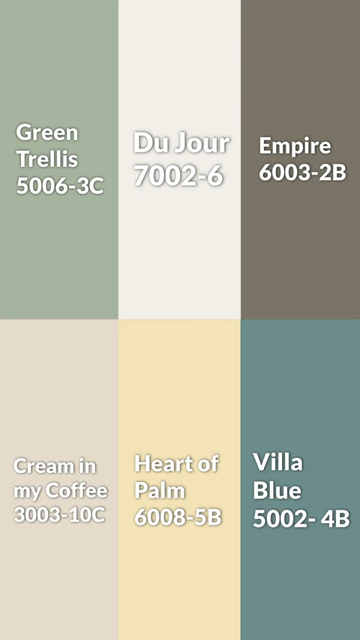 Green
Trellis
5006-3C
Du Jour
7002-6
Empire
6003-2B
Cream in
my Coffee
3003-10C
Heart of
Palm
6008-5B
Villa
Blue
5002- 4B